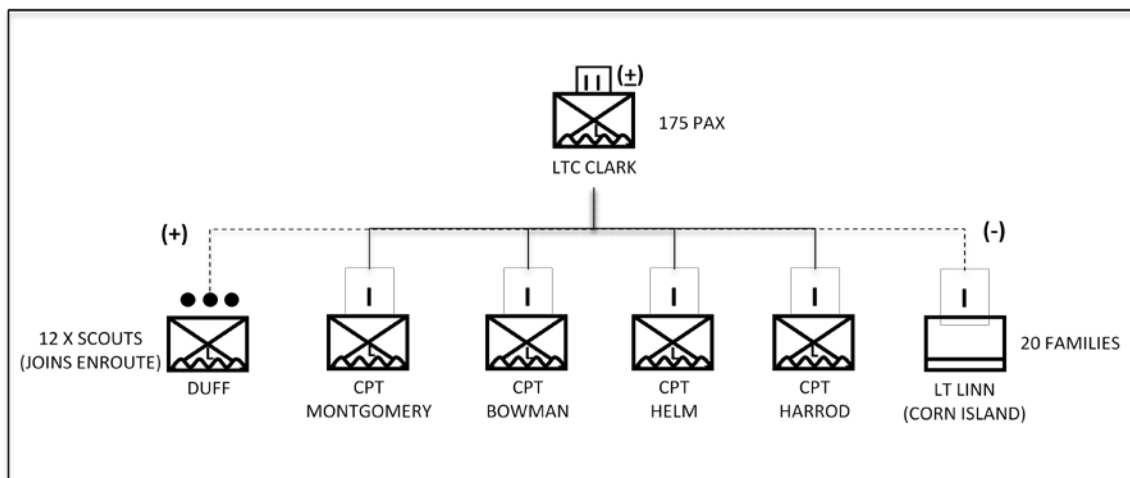 (±)
175 PAX
LTC CLARK
(+)
(-)
12 X SCOUTS
(JOINS ENROUTE)
DUFF
L
CPT
MONTGOMERY
L
CPT
BOWMAN
L
CPT
HELM
L
CPT
HARROD
L
20 FAMILIES
LT LINN
(CORN ISLAND)
L